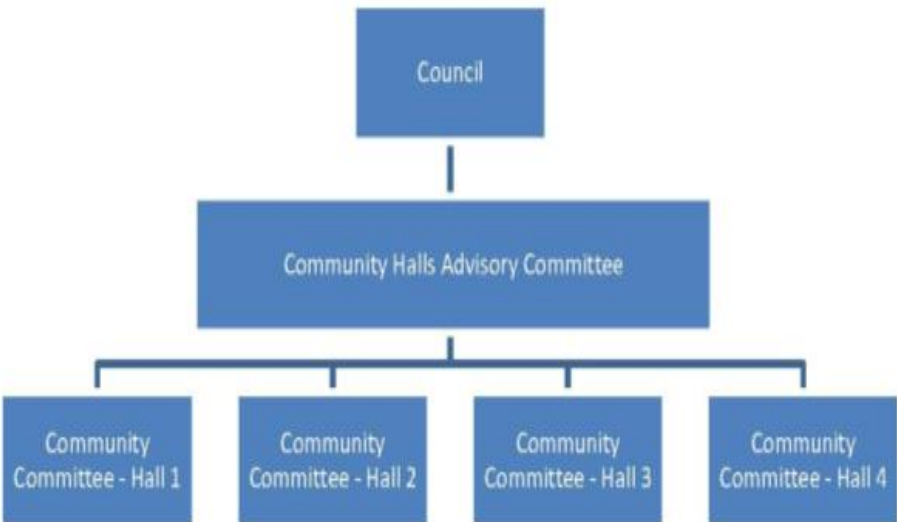 Council
Community Halls Advisory Committee
Community
Committee - Hall 1
Community
Committee - Hall 2
Community
Committee - Hall 3
Community
Committee - Hall 4